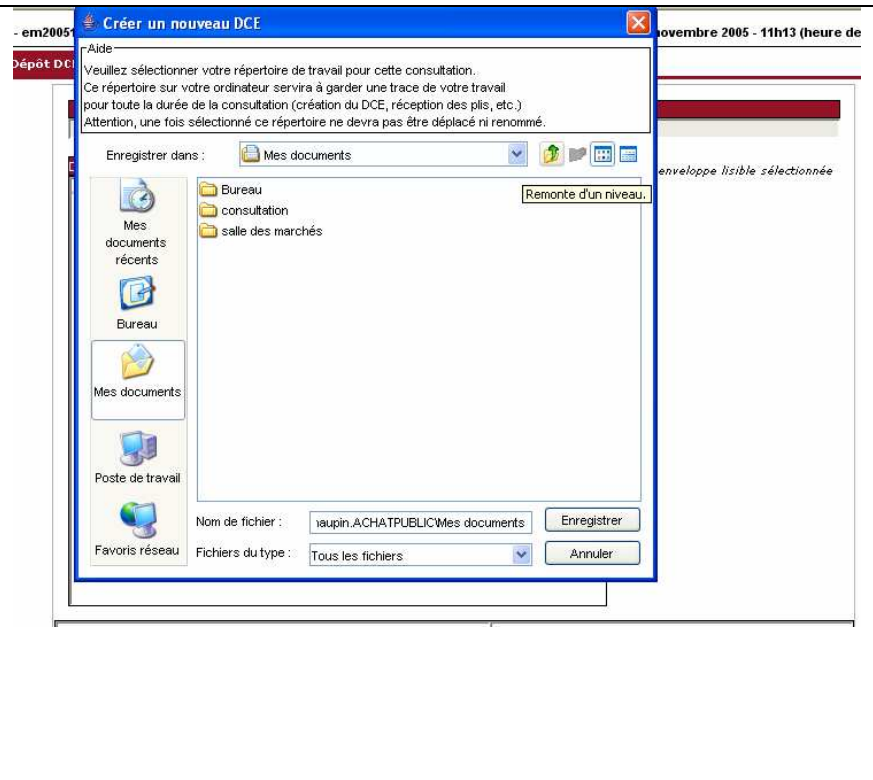 - em20051
Créer un nouveau DCE
novembre 2005 - 11h13 (heure de
Dépôt DCE
Aide
Veuillez sélectionner votre répertoire de travail pour cette consultation.
Ce répertoire sur votre ordinateur servira à garder une trace de votre travail
pour toute la durée de la consultation (création du DCE, réception des plis, etc.)
Attention, une fois sélectionné ce répertoire ne devra pas être déplacé ni renommé.
Enregistrer dans :
Mes documents
enveloppe lisible sélectionnée
Remonte d'un niveau.
Bureau
consultation
salle des marchés
Mes
documents
récents
Bureau
Mes documents
Poste de travail
Favoris réseau
Nom de fichier :
naupin.ACHATPUBLIC\Mes documents
Enregistrer
Fichiers du type :
Tous les fichiers
Annuler